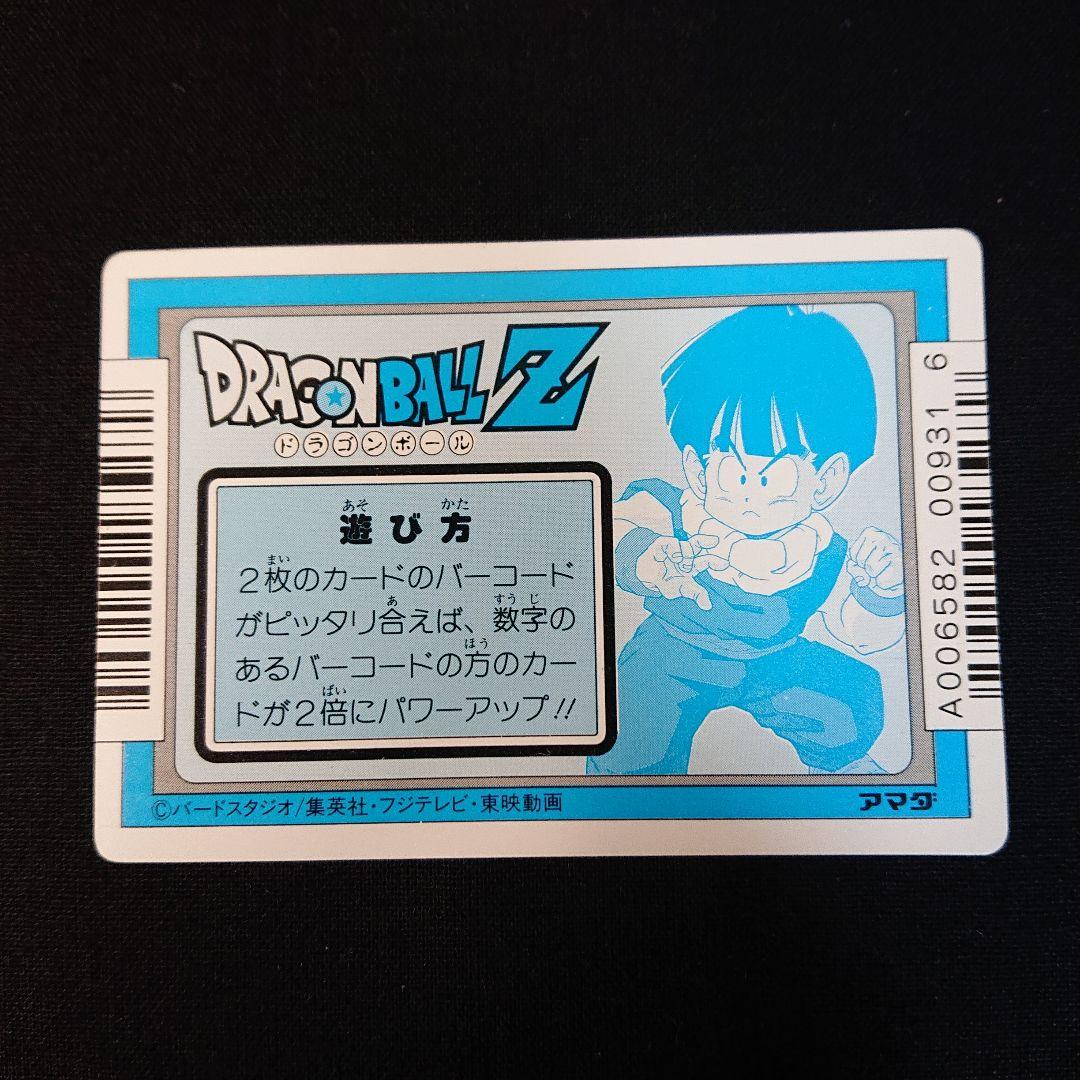 DRAGONBALL Z
ドラゴンボール
あそ かた
遊び方
まい
2枚のカードのバーコード
あ すうじ
がピッタリ合えば、数字の
ほう
あるバーコードの方のカー
ばい
ドが2倍にパワーアップ!!
A006582 009316
©バードスタジオ/集英社・フジテレビ・東映動画
アマダ